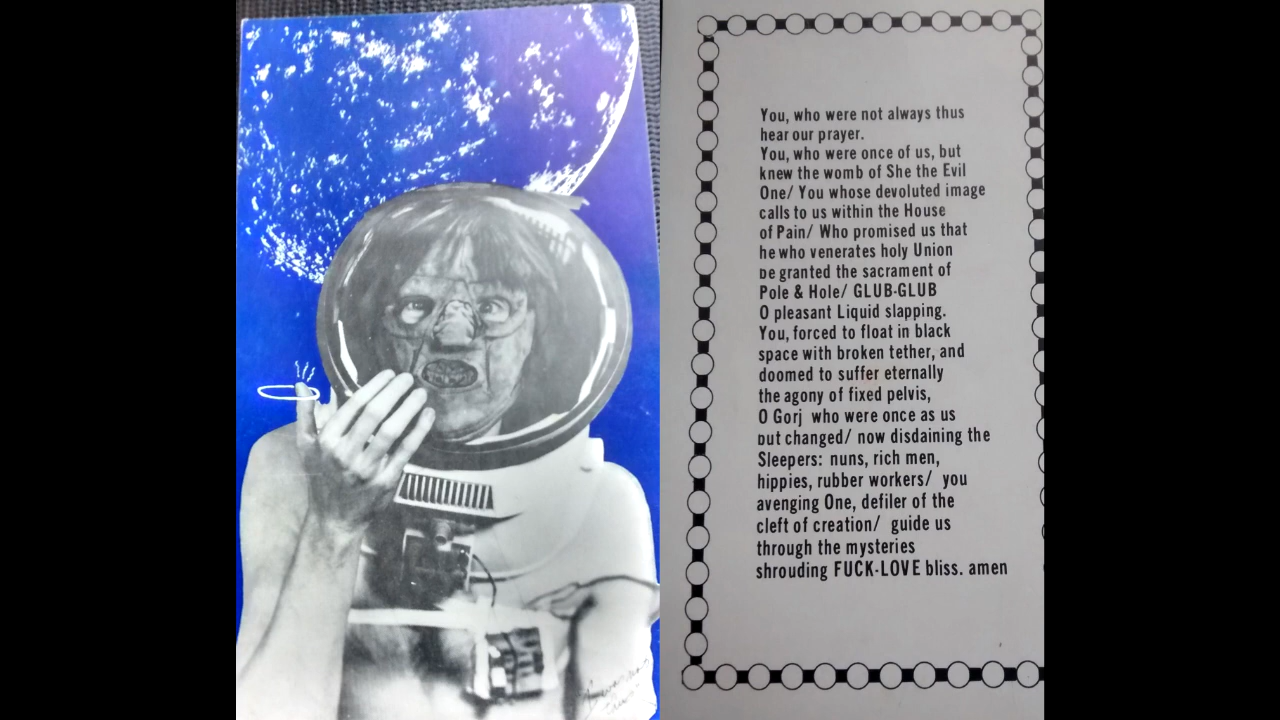 You, who were not always thus
hear our prayer.
You, who were once of us, but
knew the womb of She the Evil
One/ You whose devoluted image
calls to us within the House
of Pain/ Who promised us that
he who venerates holy Union
be granted the sacrament of
Pole & Hole/ GLUB-GLUB
O pleasant Liquid slapping.
You, forced to float in black
space with broken tether, and
doomed to suffer eternally
the agony of fixed pelvis,
O Gorj who were once as us
but changed/ now disdaining the
Sleepers: nuns, rich men,
hippies, rubber workers/ you
avenging One, defiler of the
cleft of creation/ guide us
through the mysteries
shrouding FUCK-LOVE bliss. amen